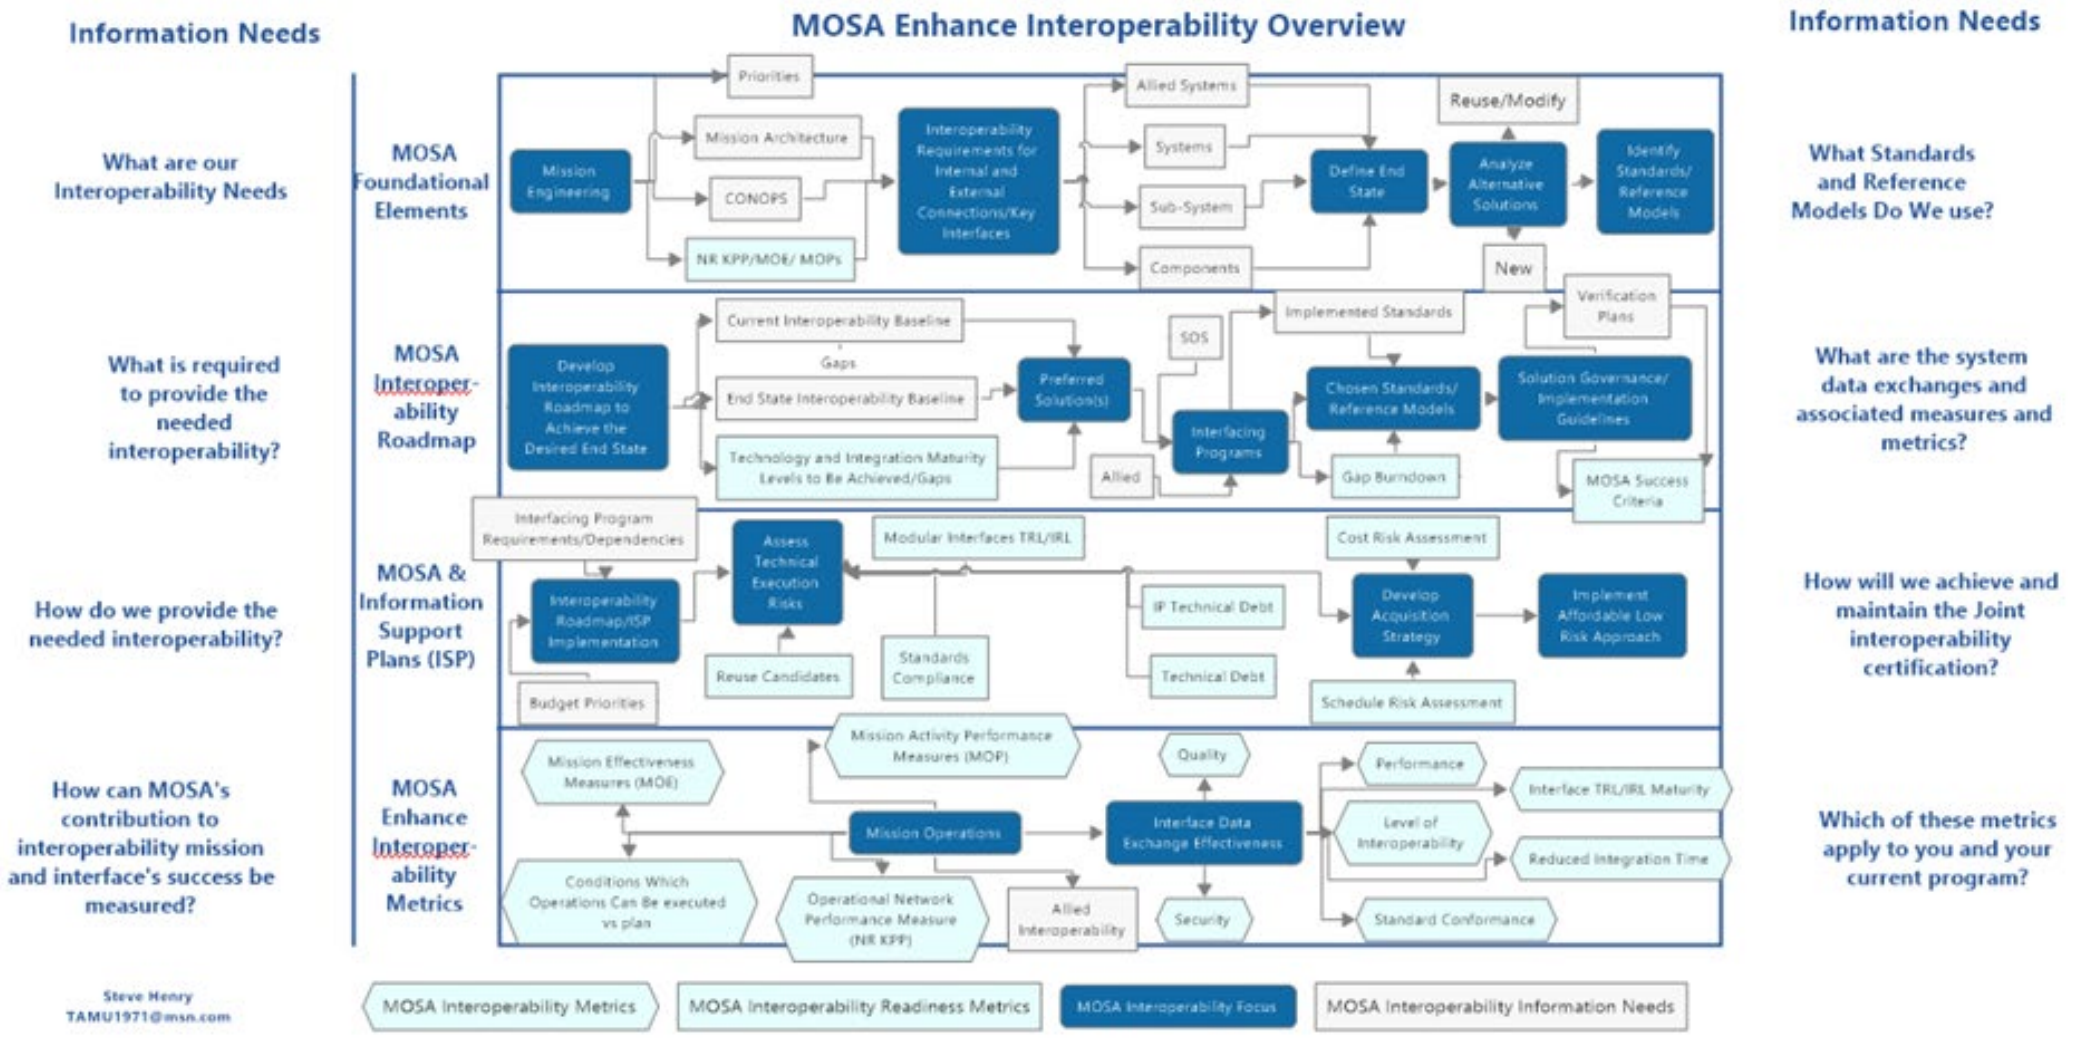 MOSA Enhance Interoperability Overview
Information Needs
Information Needs
What are our
Interoperability Needs
MOSA
Foundational
Elements
Mission
Engineering
Priorities
Mission Architecture
CONOPS
NR KPP/MOE/ MOPs
Interoperability
Requirements for
Internal and
External
Connections/Key
Interfaces
Allied Systems
Systems
Sub-System
Components
Define End
State
Reuse/Modify
Analyze
Alternative
Solutions
New
Identify
Standards/
Reference
Models
What Standards
and Reference
Models Do We use?
What is required
to provide the
needed
interoperability?
MOSA
Interoper-
ability
Roadmap
Develop
Interoperability
Roadmap to
Achieve the
Desired End State
Current Interoperability Baseline
Gaps
End State Interoperability Baseline
Technology and Integration Maturity
Levels to Be Achieved/Gaps
Preferred
Solution(s)
SOS
Allied
Interfacing
Programs
Implemented Standards
Chosen Standards/
Reference Models
Gap Burndown
Verification
Plans
Solution Governance/
Implementation
Guidelines
MOSA Success
Criteria
What are the system
data exchanges and
associated measures and
metrics?
How do we provide the
needed interoperability?
MOSA &
Information
Support
Plans (ISP)
Interfacing Program
Requirements/Dependencies
Interoperability
Roadmap/ISP
Implementation
Budget Priorities
Assess
Technical
Execution
Risks
Reuse Candidates
Modular Interfaces TRL/IRL
Standards
Compliance
IP Technical Debt
Technical Debt
Cost Risk Assessment
Develop
Acquisition
Strategy
Schedule Risk Assessment
Implement
Affordable Low
Risk Approach
How will we achieve and
maintain the Joint
interoperability
certification?
How can MOSA's
contribution to
interoperability mission
and interface's success be
measured?
MOSA
Enhance
Interoper-
ability
Metrics
Mission Effectiveness
Measures (MOE)
Conditions Which
Operations Can Be executed
vs plan
Mission Activity Performance
Measures (MOP)
Mission Operations
Operational Network
Performance Measure
(NR KPP)
Allied
Interoperability
Quality
Interface Data
Exchange Effectiveness
Security
Performance
Interface TRL/IRL Maturity
Level of
Interoperability
Reduced Integration Time
Standard Conformance
Which of these metrics
apply to you and your
current program?
Steve Henry
TAMU1971@msn.com
MOSA Interoperability Metrics
MOSA Interoperability Readiness Metrics
MOSA Interoperability Focus
MOSA Interoperability Information Needs